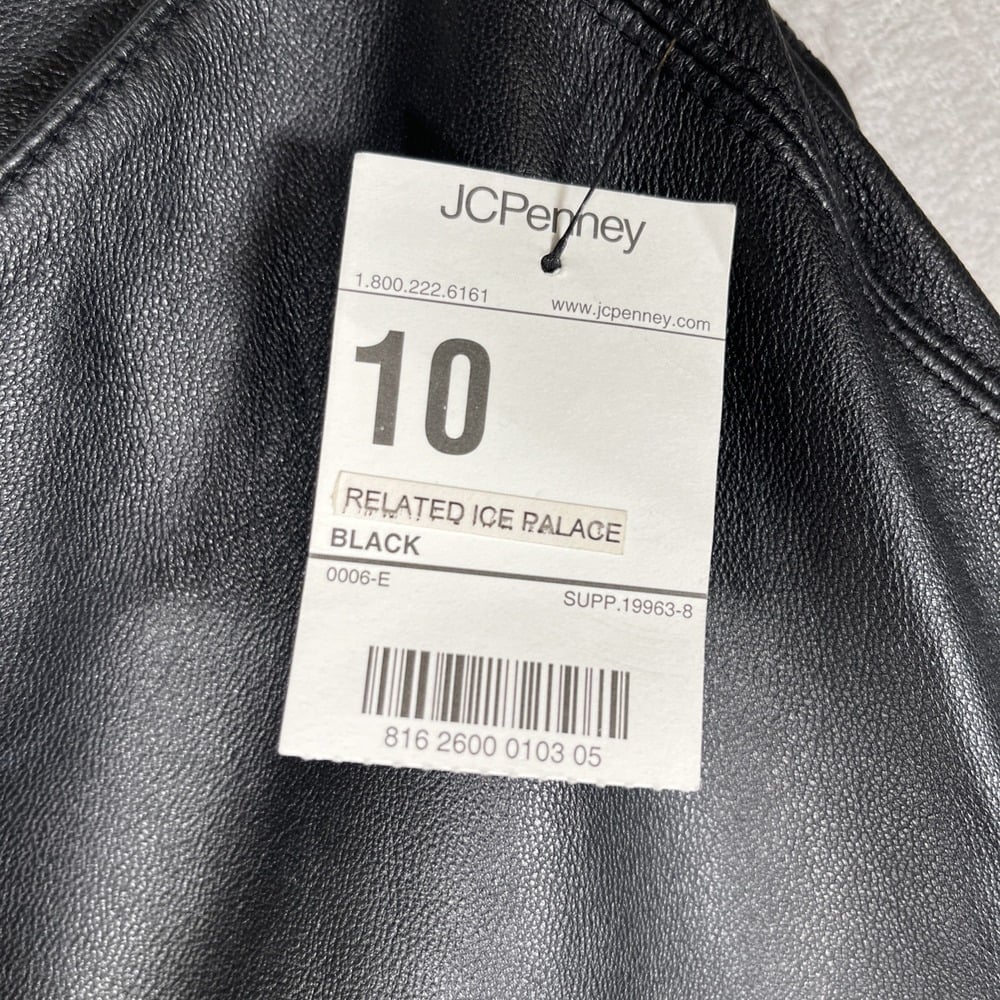 JCPenney
1.800.222.6161 www.jcpenney.com
10
RELATED ICE PALACE
BLACK
0006-E SUPP.19963-8
816 2600 0103 05